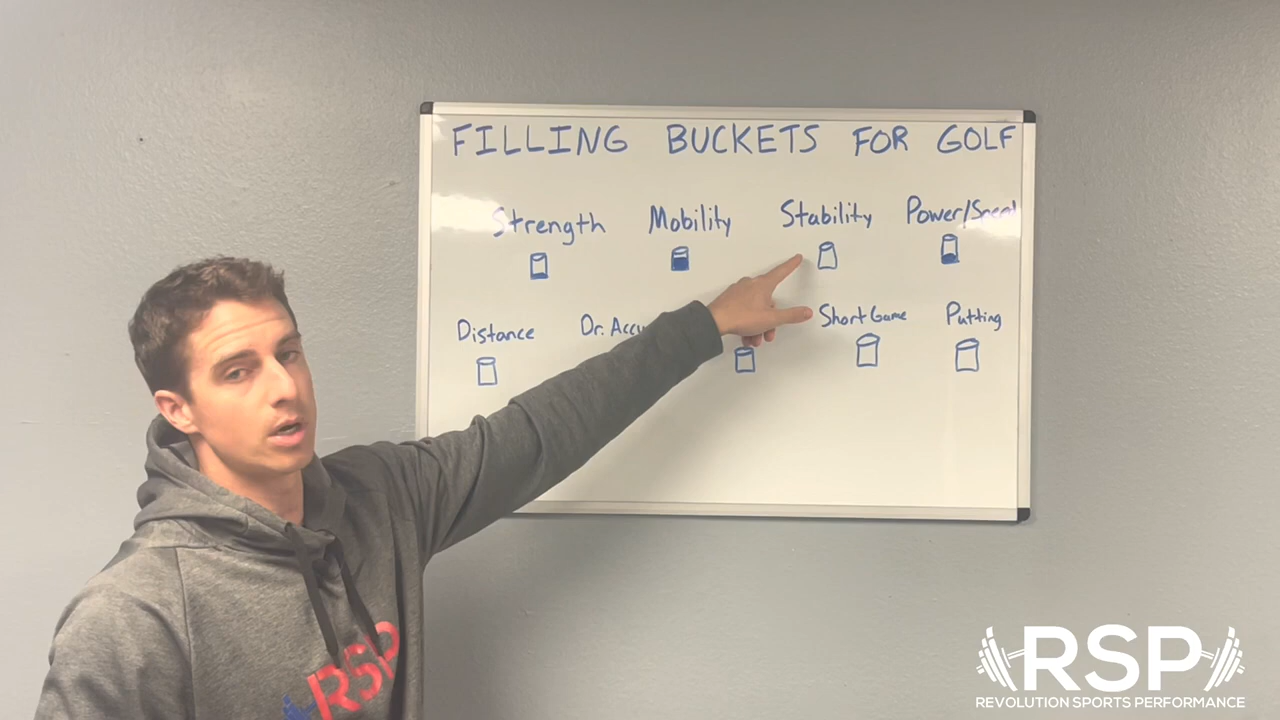 FILLING BUCKETS FOR GOLF
Strength Mobility Stability Power/Speed
Distance Dr. Accu Short Game Putting
RSP
RSP
REVOLUTION SPORTS PERFORMANCE